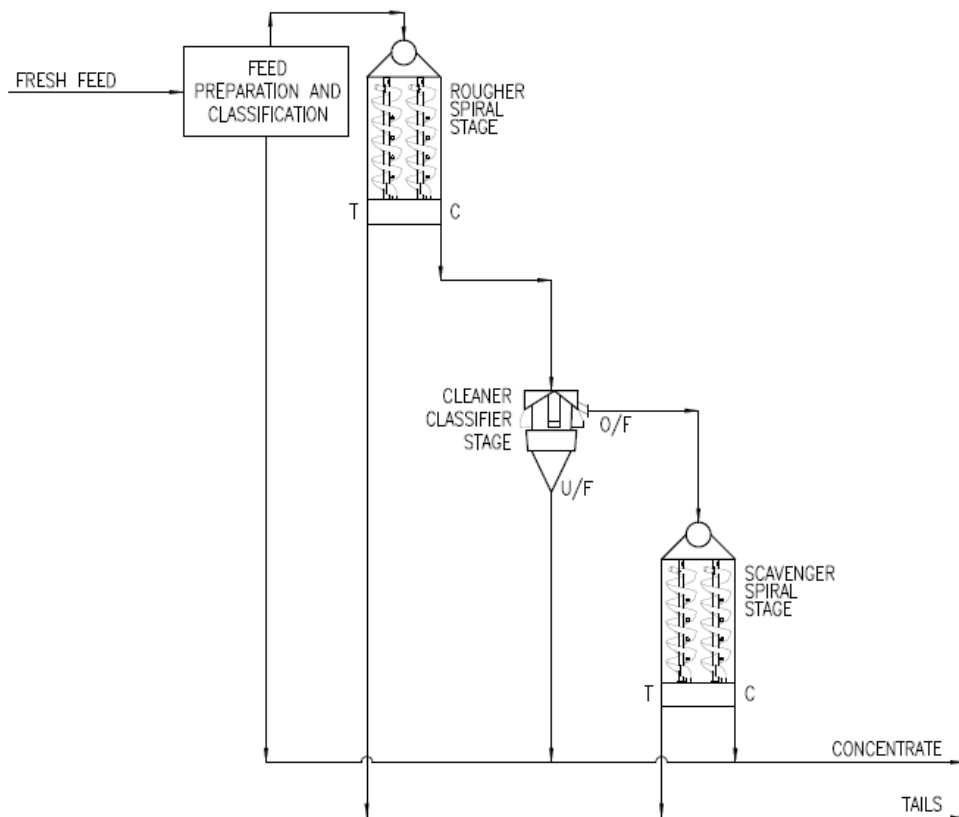 FRESH FEED
FEED
PREPARATION AND
CLASSIFICATION
ROUGHER
SPIRAL
STAGE
T
C
CLEANER
CLASSIFIER
STAGE
O/F
U/F
SCAVENGER
SPIRAL
STAGE
T
C
CONCENTRATE
TAILS